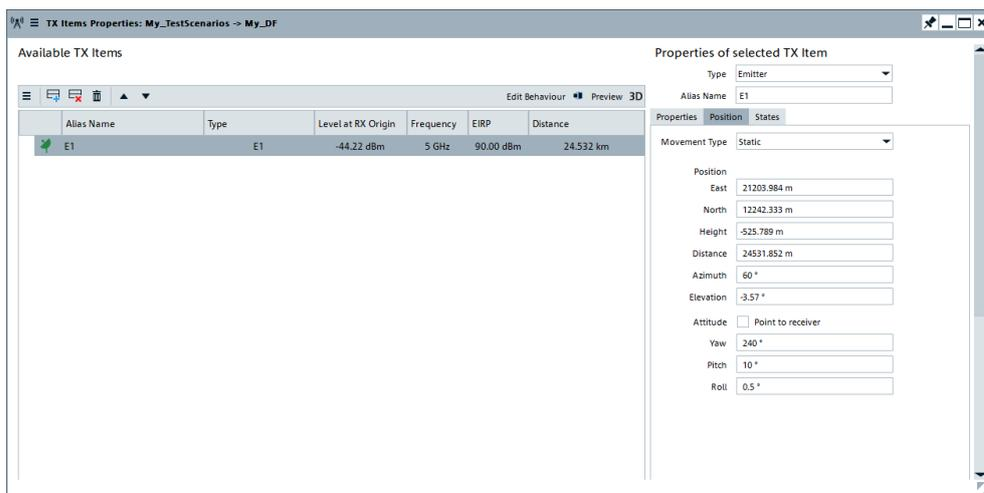 TX Items Properties: My_TestScenarios -> My_DF
Available TX Items
Edit Behaviour Preview 3D
Alias Name Type Level at RX Origin Frequency EIRP Distance
E1 E1 -44.22 dBm 5 GHz 90.00 dBm 24.532 km
Properties of selected TX Item
Type Emitter
Alias Name E1
Properties Position States
Movement Type Static
Position
East 21203.984 m
North 12242.333 m
Height -525.789 m
Distance 24531.852 m
Azimuth 60 °
Elevation -3.57 °
Attitude Point to receiver
Yaw 240 °
Pitch 10 °
Roll 0.5 °